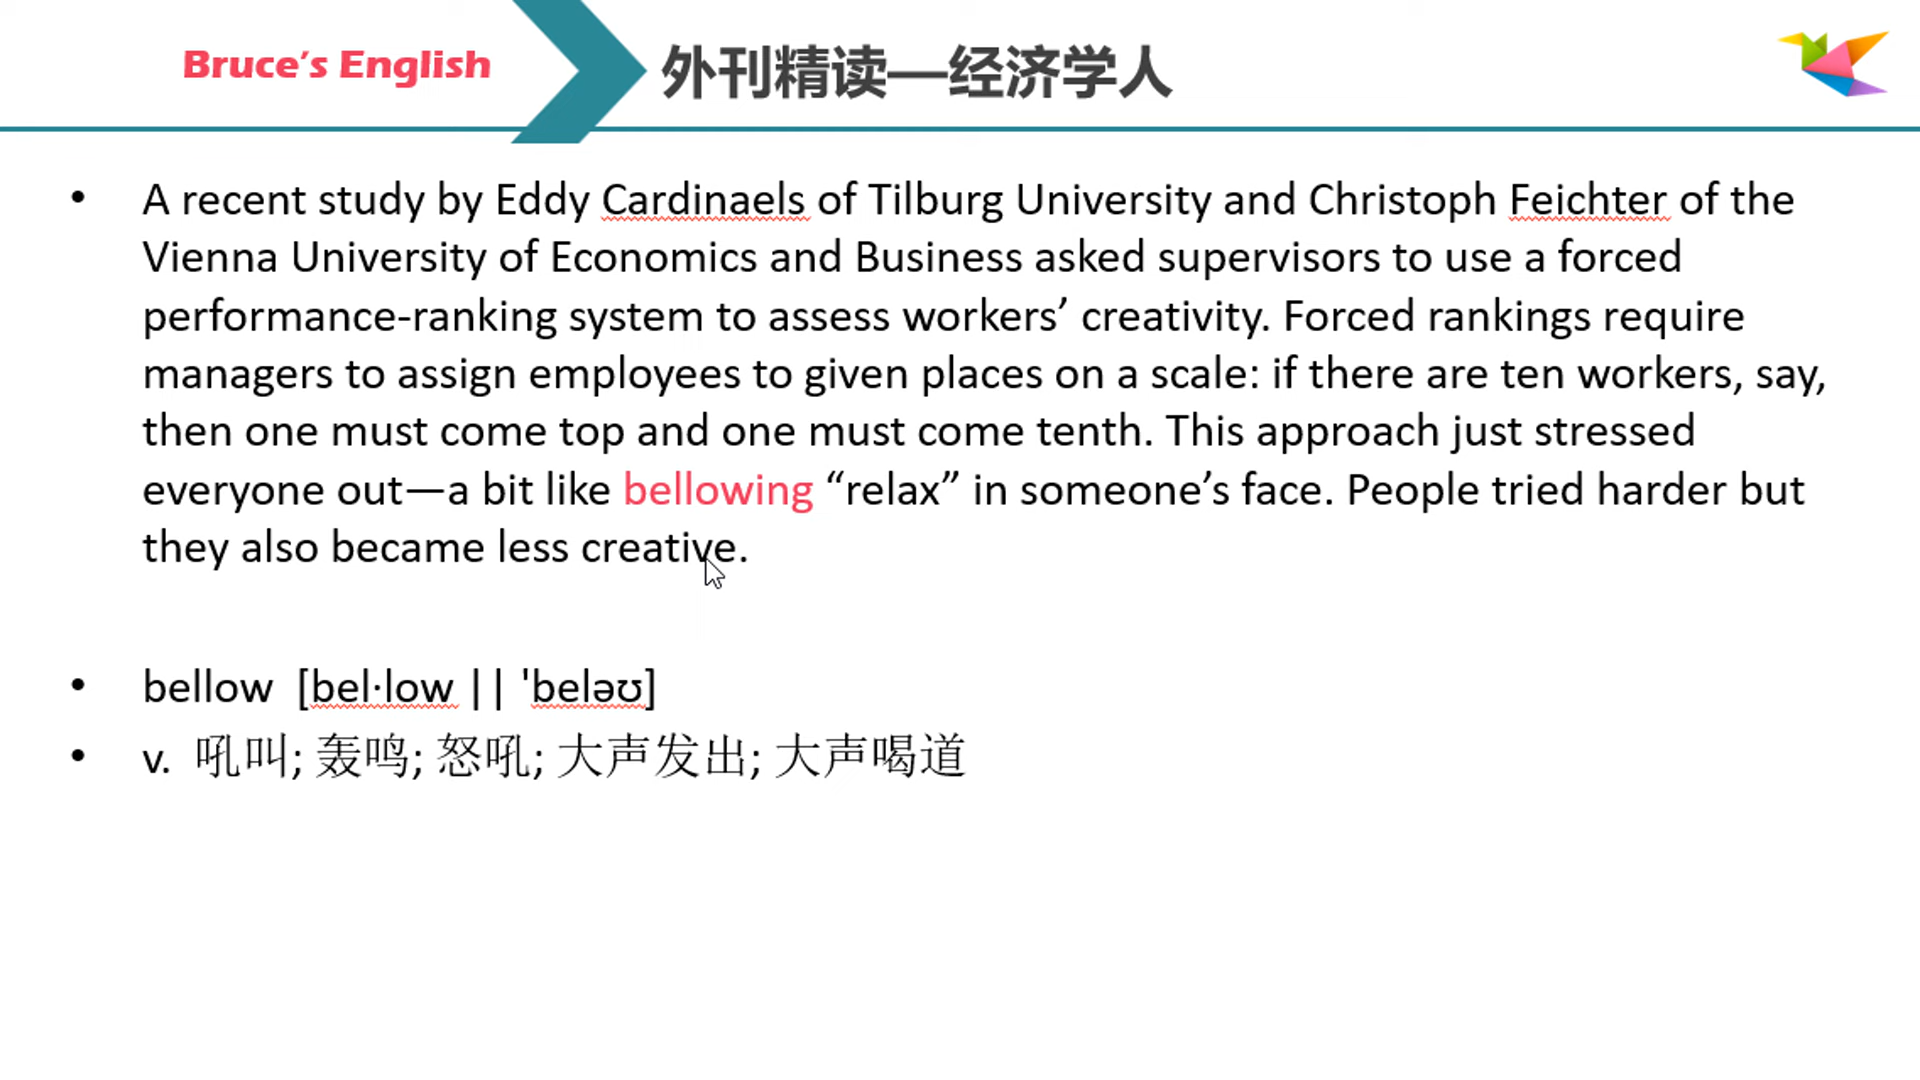 Bruce’s English
外刊精读—经济学人
• A recent study by Eddy Cardinaels of Tilburg University and Christoph Feichter of the
Vienna University of Economics and Business asked supervisors to use a forced
performance-ranking system to assess workers’ creativity. Forced rankings require
managers to assign employees to given places on a scale: if there are ten workers, say,
then one must come top and one must come tenth. This approach just stressed
everyone out—a bit like bellowing “relax” in someone’s face. People tried harder but
they also became less creative.
• bellow [bel·low || 'beləʊ]
• v. 吼叫; 轰鸣; 怒吼; 大声发出; 大声喝道